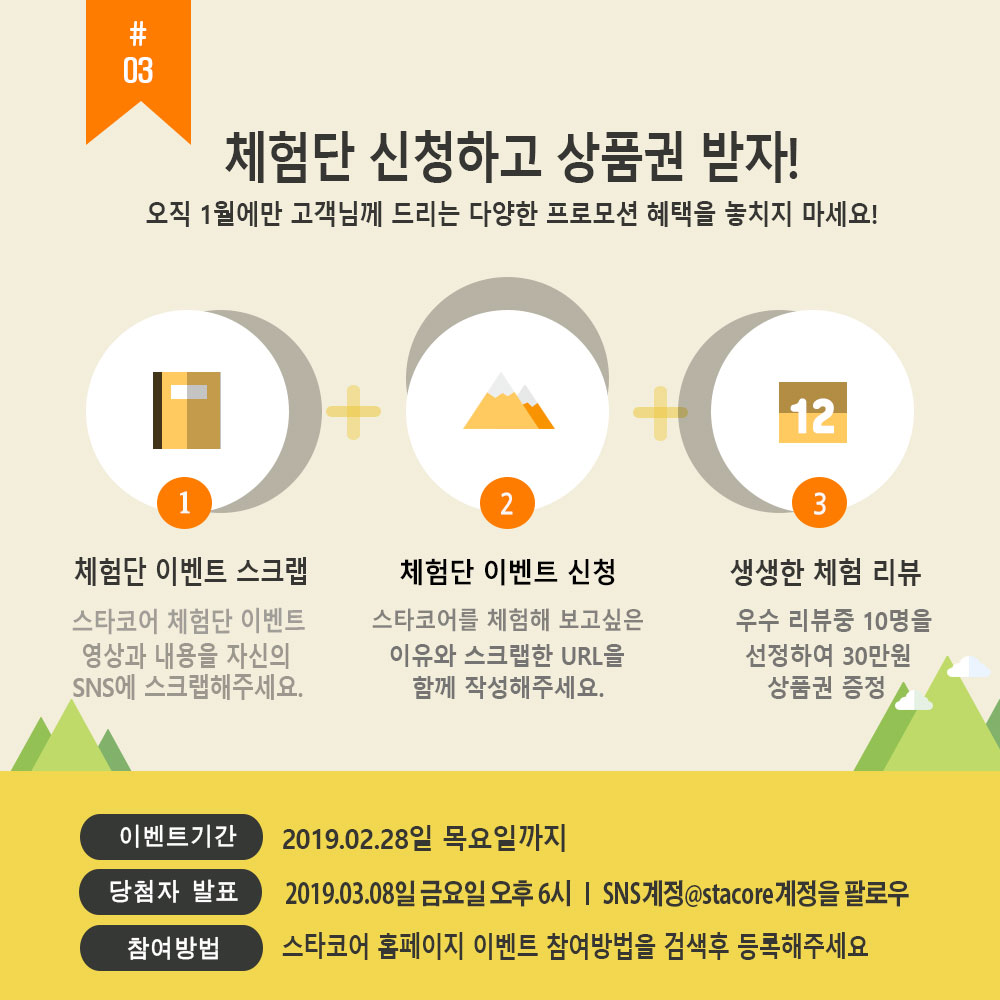 #
03
체험단 신청하고 상품권 받자!
오직 1월에만 고객님께 드리는 다양한 프로모션 혜택을 놓치지 마세요!
12
1
2
3
체험단 이벤트 스크랩
스타코어 체험단 이벤트
영상과 내용을 자신의
SNS에 스크랩해주세요.
체험단 이벤트 신청
스타코어를 체험해 보고싶은
이유와 스크랩한 URL을
함께 작성해주세요.
생생한 체험 리뷰
우수 리뷰중 10명을
선정하여 30만원
상품권 증정
이벤트기간 2019.02.28일 목요일까지
당첨자 발표 2019.03.08일 금요일 오후 6시 ㅣ SNS계정@stacore계정을 팔로우
참여방법 스타코어 홈페이지 이벤트 참여방법을 검색후 등록해주세요